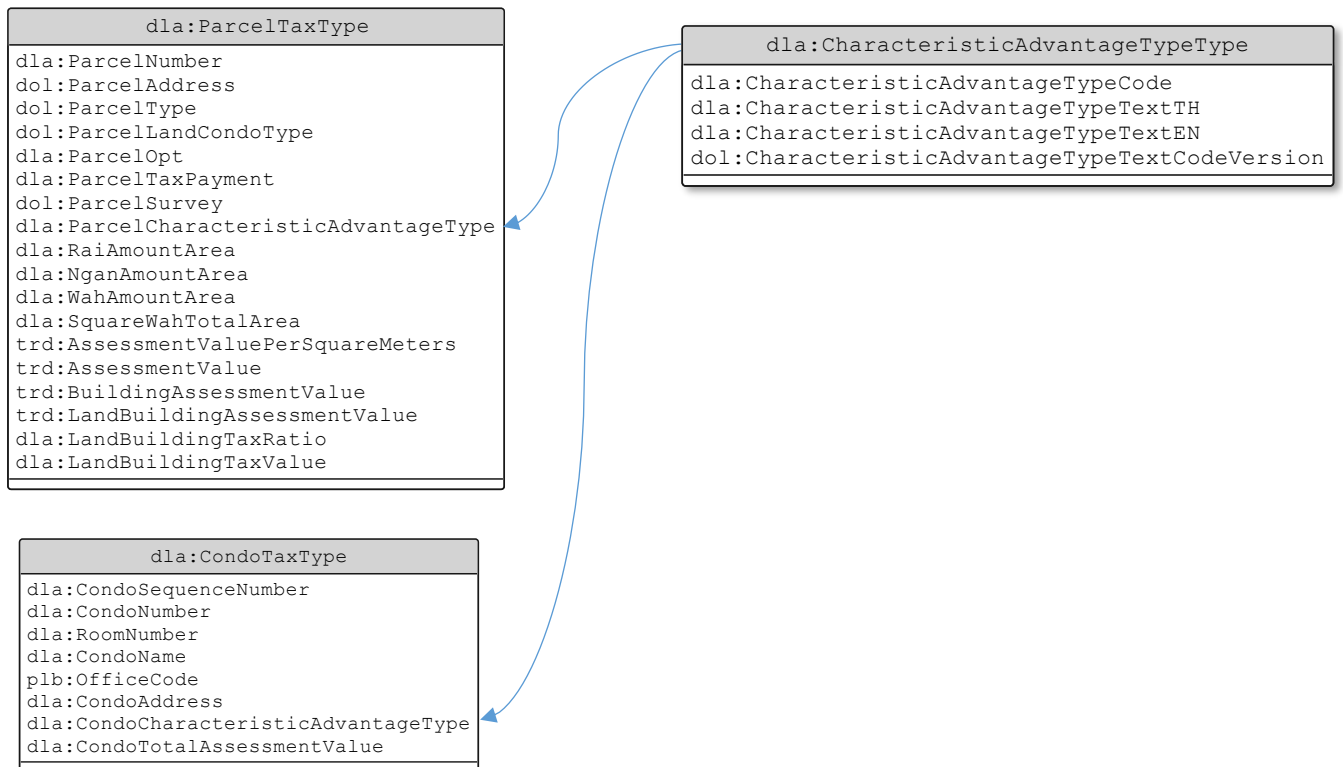 dla:ParcelTaxType
dla:ParcelNumber
dol:ParcelAddress
dol:ParcelType
dol:ParcelLandCondoType
dla:ParcelOpt
dla:ParcelTaxPayment
dol:ParcelSurvey
dla:ParcelCharacteristicAdvantageType
dla:RaiAmountArea
dla:NganAmountArea
dla:WahAmountArea
dla:SquareWahTotalArea
trd:AssessmentValuePerSquareMeters
trd:AssessmentValue
trd:BuildingAssessmentValue
trd:LandBuildingAssessmentValue
dla:LandBuildingTaxRatio
dla:LandBuildingTaxValue
dla:CharacteristicAdvantageTypeType
dla:CharacteristicAdvantageTypeCode
dla:CharacteristicAdvantageTypeTextTH
dla:CharacteristicAdvantageTypeTextEN
dol:CharacteristicAdvantageTypeTextCodeVersion
dla:CondoTaxType
dla:CondoSequenceNumber
dla:CondoNumber
dla:RoomNumber
dla:CondoName
plb:OfficeCode
dla:CondoAddress
dla:CondoCharacteristicAdvantageType
dla:CondoTotalAssessmentValue